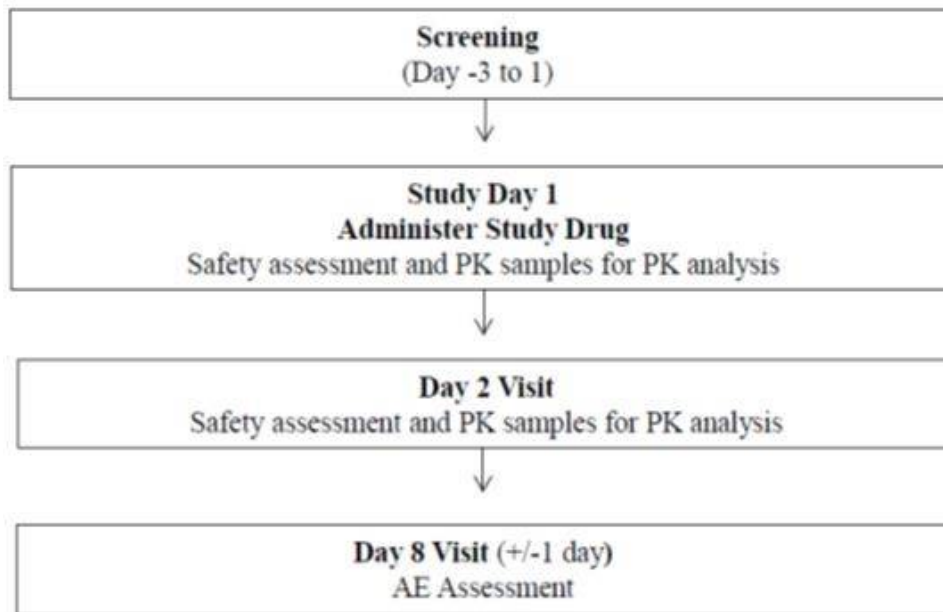 Screening
(Day -3 to 1)
Study Day 1
Administer Study Drug
Safety assessment and PK samples for PK analysis
Day 2 Visit
Safety assessment and PK samples for PK analysis
Day 8 Visit (+/-1 day)
AE Assessment